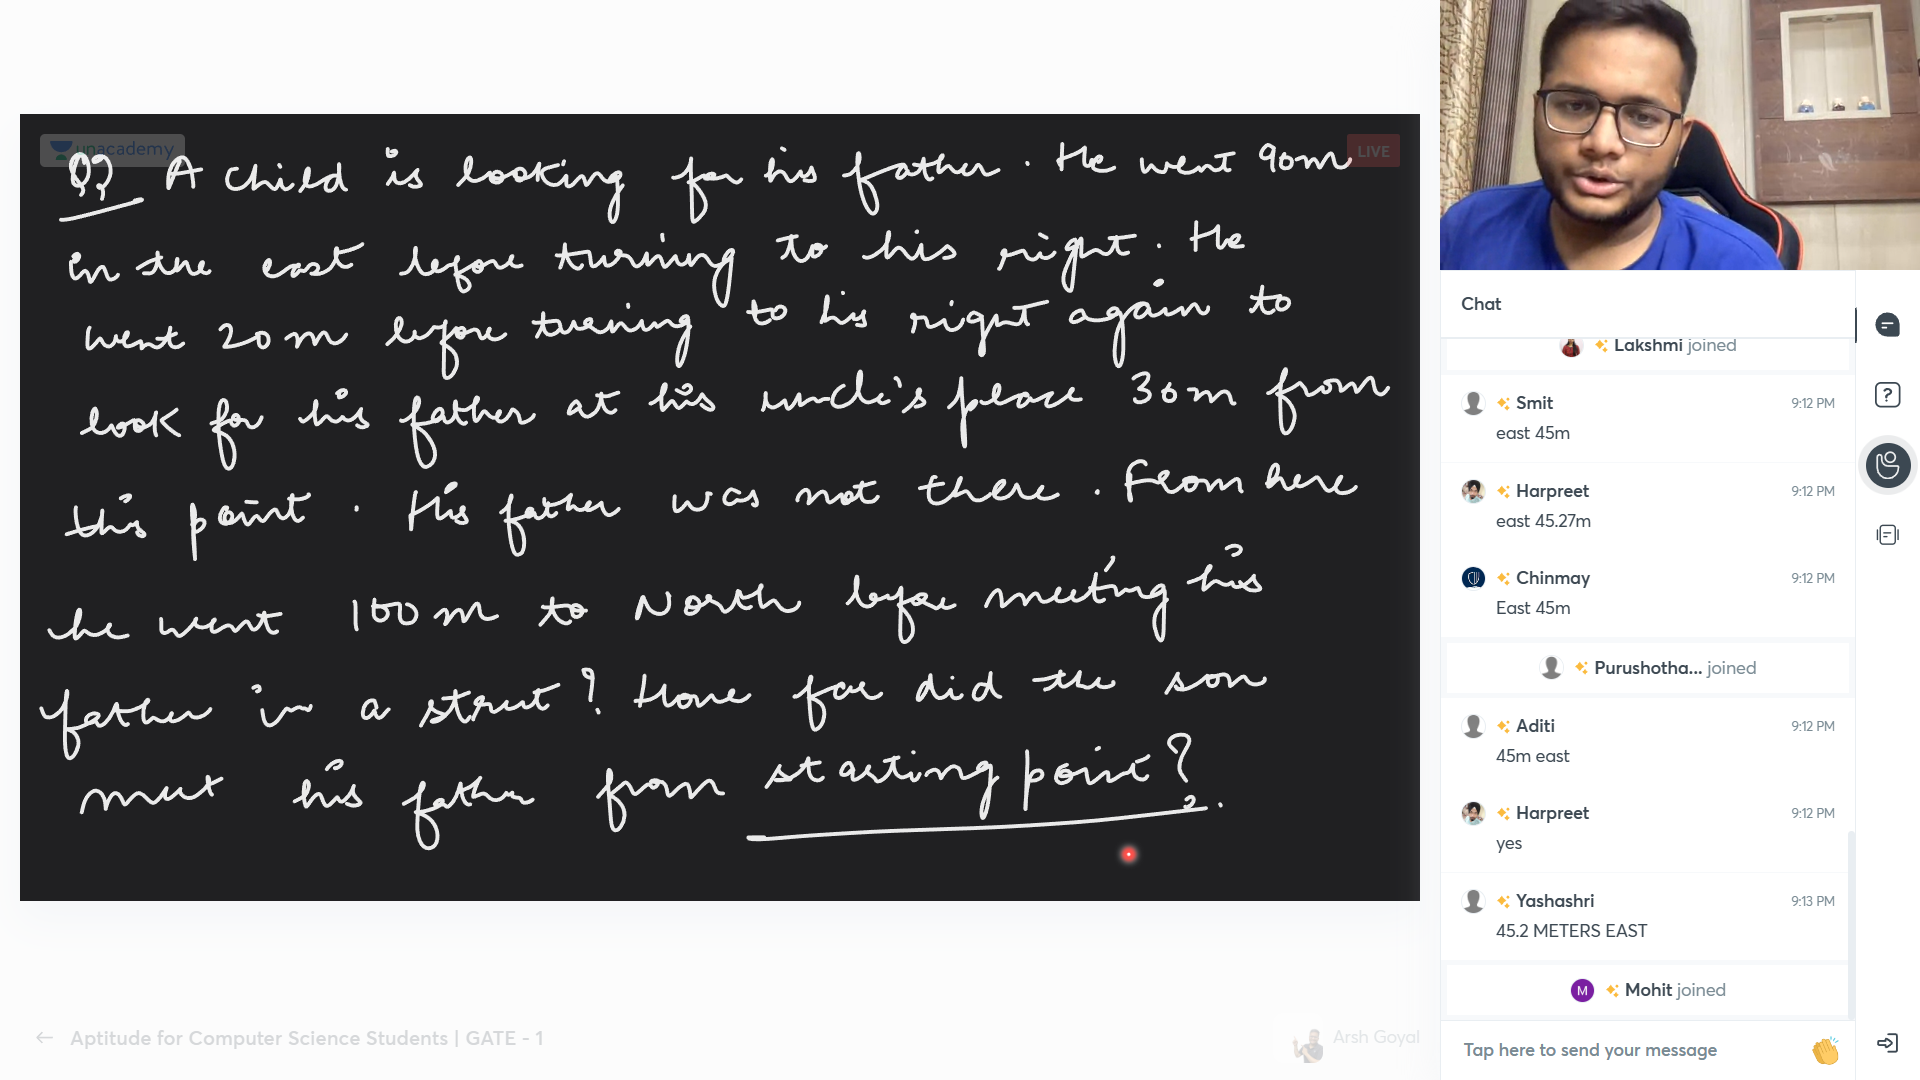 unacademy
LIVE
Q3 A child is looking for his father. He went 90m
in the east before turning to his right. He
went 20m before turning to his right again to
look for his father at his uncle's place 30m from
this point. His father was not there. From here
he went 100m to North before meeting his
father in a street? How far did the son
meet his father from starting point?
Chat
Lakshmi joined
Smit 9:12 PM
east 45m
Harpreet 9:12 PM
east 45.27m
Chinmay 9:12 PM
East 45m
Purushotha... joined
Aditi 9:12 PM
45m east
Harpreet 9:12 PM
yes
Yashashri 9:13 PM
45.2 METERS EAST
M Mohit joined
Tap here to send your message
← Aptitude for Computer Science Students | GATE - 1
Arsh Goyal